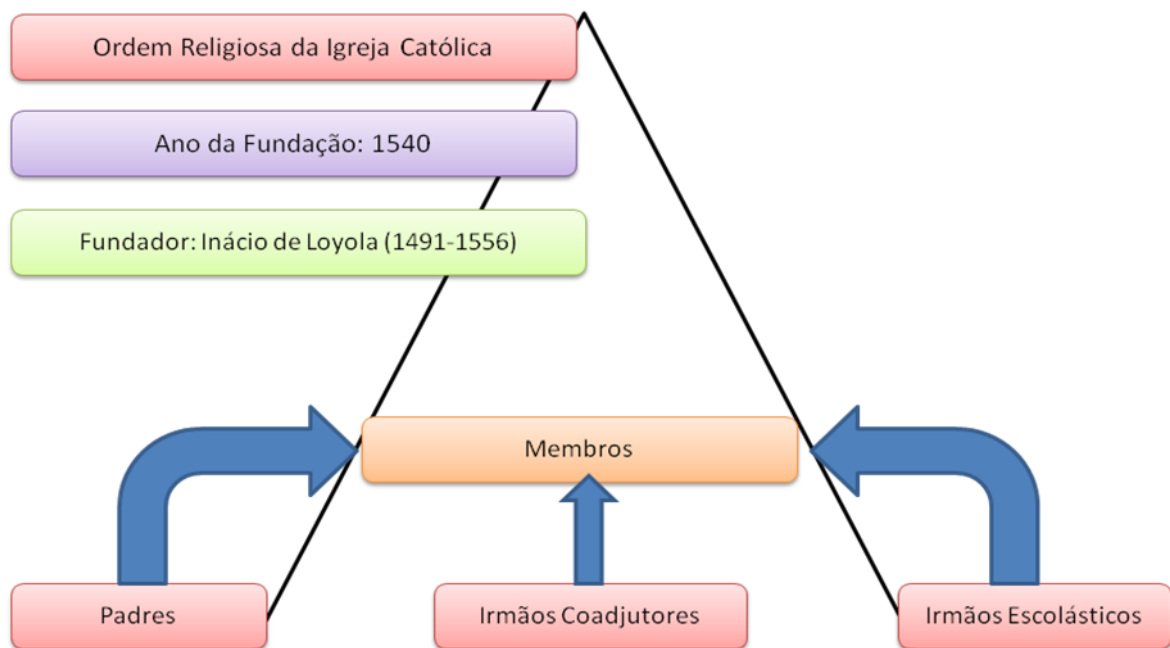 Ordem Religiosa da Igreja Católica
Ano da Fundação: 1540
Fundador: Inácio de Loyola (1491-1556)
Membros
Padres
Irmãos Coadjutores
Irmãos Escolásticos